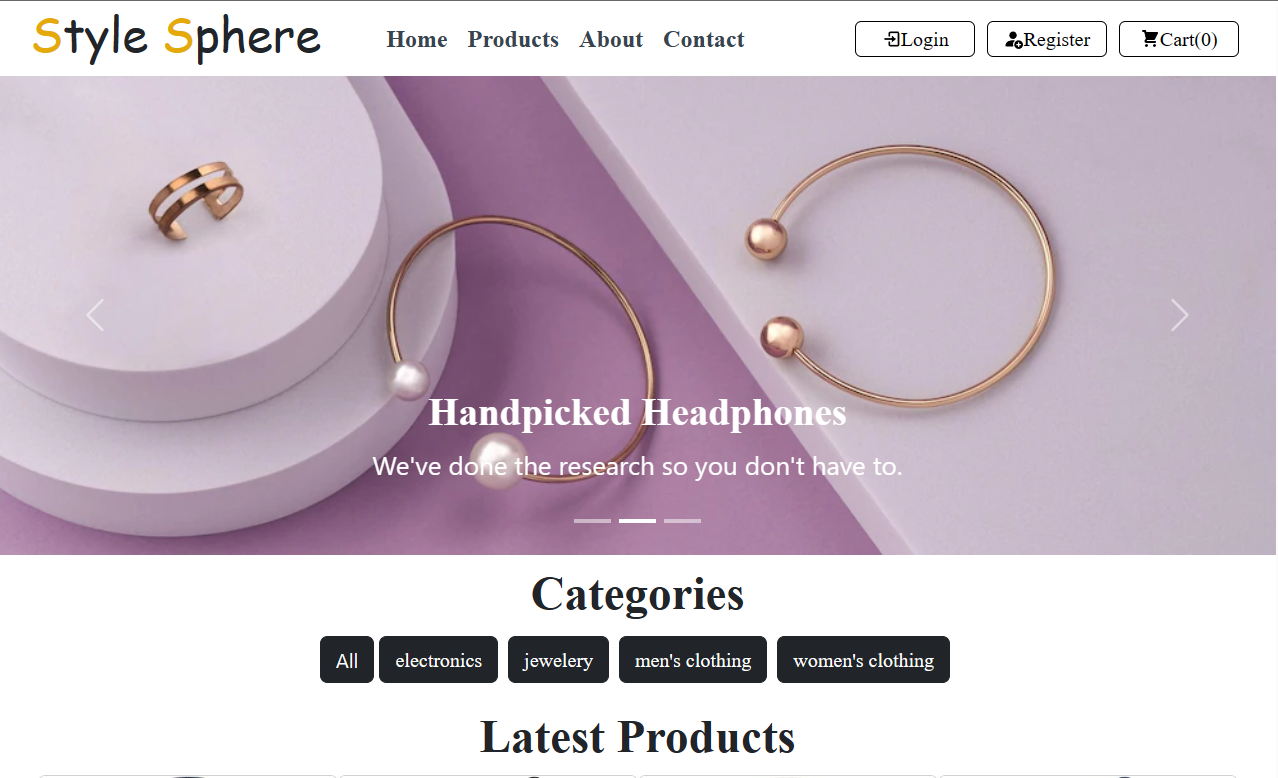 Style Sphere
Home Products About Contact
Login Register Cart(0)
Handpicked Headphones
We've done the research so you don't have to.
Categories
All electronics jewelery men's clothing women's clothing
Latest Products